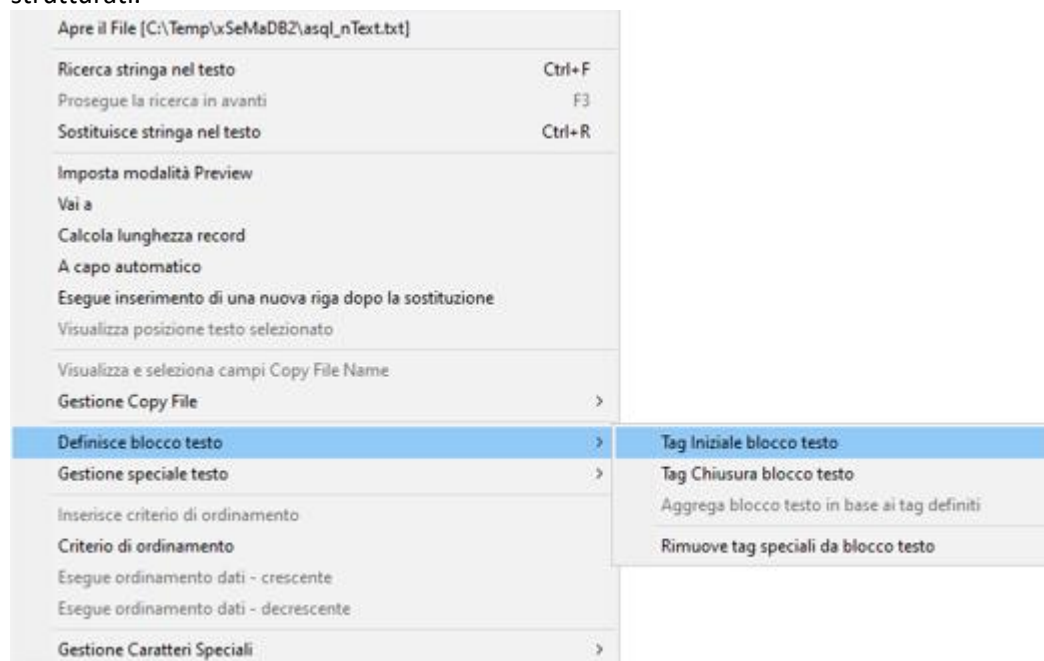 strutturati.
Apre il File [C:\Temp\xSeMaDB2\asql_nText.txt]
Ricerca stringa nel testo Ctrl+F
Prosegue la ricerca in avanti F3
Sostituisce stringa nel testo Ctrl+R
Imposta modalità Preview
Vai a
Calcola lunghezza record
A capo automatico
Esegue inserimento di una nuova riga dopo la sostituzione
Visualizza posizione testo selezionato
Visualizza e seleziona campi Copy File Name
Gestione Copy File >
Definisce blocco testo > Tag Iniziale blocco testo
Gestione speciale testo > Tag Chiusura blocco testo
Aggrega blocco testo in base ai tag definiti
Inserisce criterio di ordinamento
Criterio di ordinamento Rimuove tag speciali da blocco testo
Esegue ordinamento dati - crescente
Esegue ordinamento dati - decrescente
Gestione Caratteri Speciali >